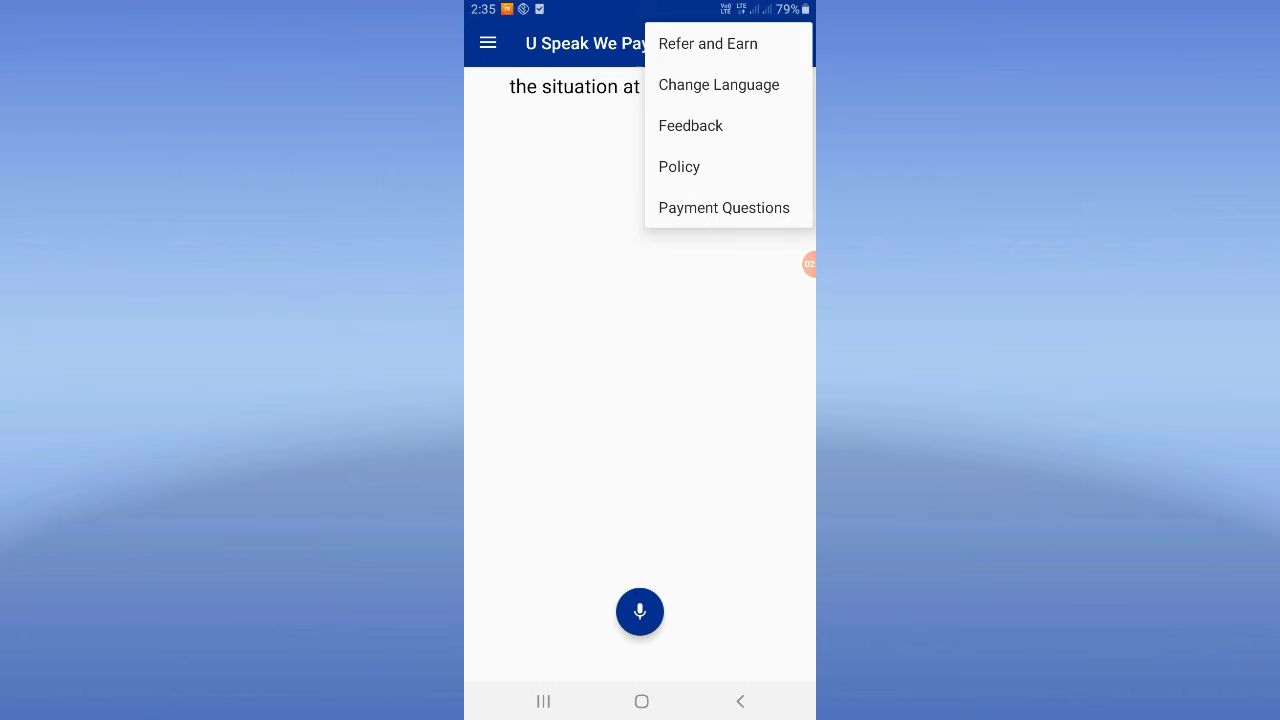 2:35 79%
U Speak We Pay
the situation at
Refer and Earn
Change Language
Feedback
Policy
Payment Questions